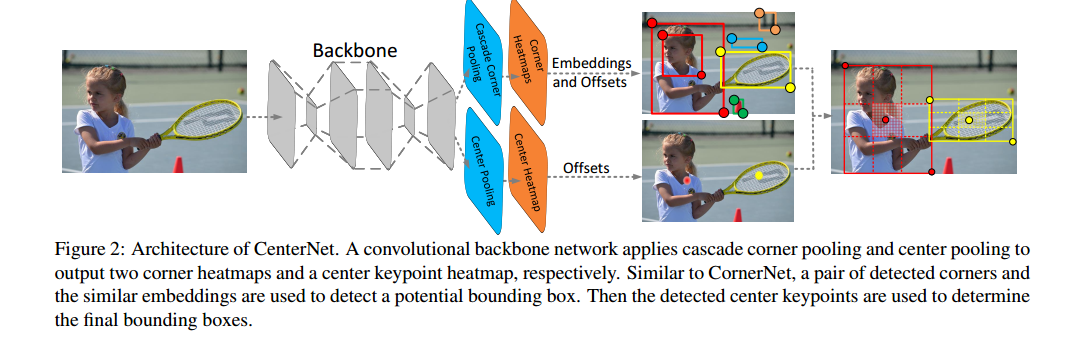 Backbone
Cascade Corner
Pooling
Corner
Heatmaps
Embeddings
and Offsets
Center Pooling
Center Heatmap
Offsets
Figure 2: Architecture of CenterNet. A convolutional backbone network applies cascade corner pooling and center pooling to
output two corner heatmaps and a center keypoint heatmap, respectively. Similar to CornerNet, a pair of detected corners and
the similar embeddings are used to detect a potential bounding box. Then the detected center keypoints are used to determine
the final bounding boxes.